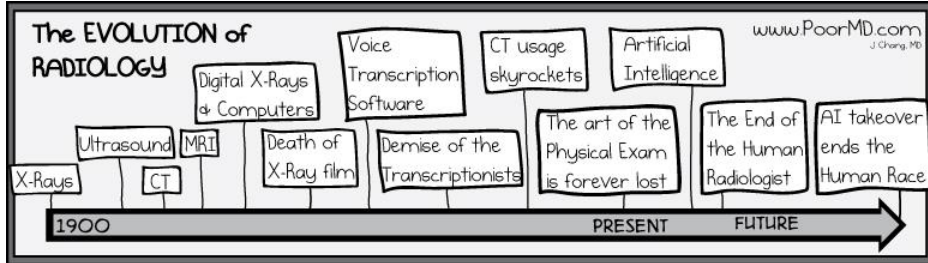 The EVOLUTION of
RADIOLOGY
www.PoorMD.com
J Chang, MD
X-Rays
Ultrasound
CT
MRI
Digital X-Rays
& Computers
Death of
X-Ray film
Voice
Transcription
Software
Demise of the
Transcriptionists
CT usage
skyrockets
The art of the
Physical Exam
is forever lost
Artificial
Intelligence
The End of
the Human
Radiologist
AI takeover
ends the
Human Race
1900
PRESENT
FUTURE